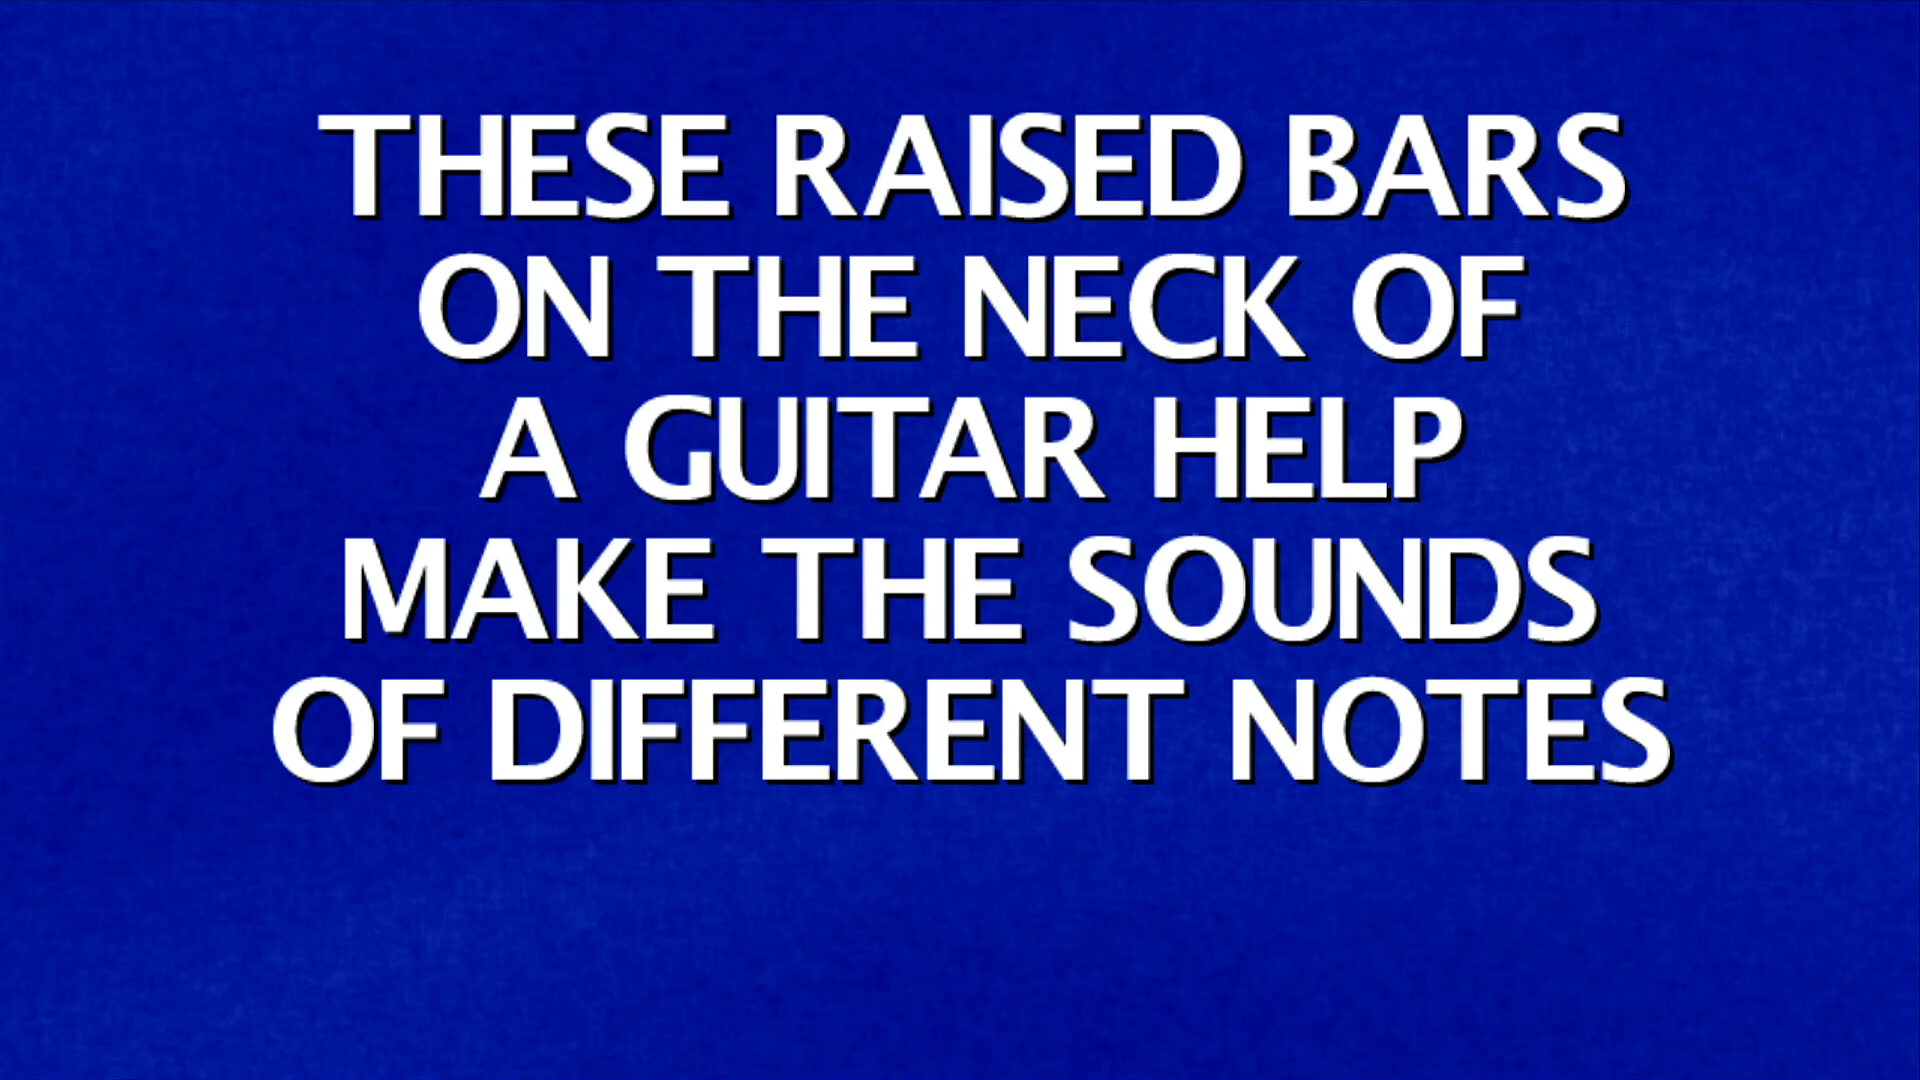 THESE RAISED BARS
ON THE NECK OF
A GUITAR HELP
MAKE THE SOUNDS
OF DIFFERENT NOTES